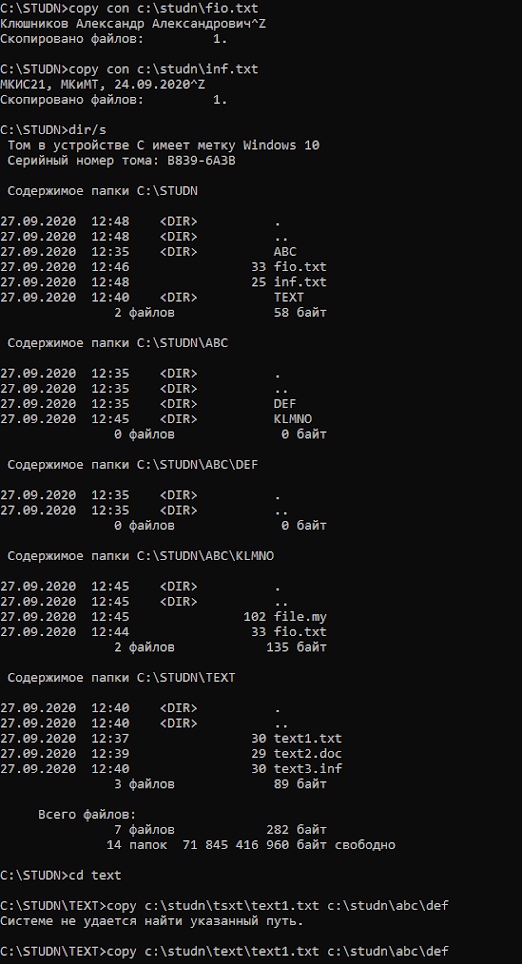 C:\STUDN>copy con c:\studn\fio.txt
Клюшников Александр Александрович^Z
Скопировано файлов:         1.
C:\STUDN>copy con c:\studn\inf.txt
МКИС21, МКиМТ, 24.09.2020^Z
Скопировано файлов:         1.
C:\STUDN>dir/s
Том в устройстве C имеет метку Windows 10
Серийный номер тома: B839-6A3B
Содержимое папки C:\STUDN
27.09.2020  12:48    <DIR>          .
27.09.2020  12:48    <DIR>          ..
27.09.2020  12:35    <DIR>          ABC
27.09.2020  12:46                33 fio.txt
27.09.2020  12:48                25 inf.txt
27.09.2020  12:40    <DIR>          TEXT
2 файлов             58 байт
Содержимое папки C:\STUDN\ABC
27.09.2020  12:35    <DIR>          .
27.09.2020  12:35    <DIR>          ..
27.09.2020  12:35    <DIR>          DEF
27.09.2020  12:45    <DIR>          KLMNO
0 файлов              0 байт
Содержимое папки C:\STUDN\ABC\DEF
27.09.2020  12:35    <DIR>          .
27.09.2020  12:35    <DIR>          ..
0 файлов              0 байт
Содержимое папки C:\STUDN\ABC\KLMNO
27.09.2020  12:45    <DIR>          .
27.09.2020  12:45    <DIR>          ..
27.09.2020  12:45               102 file.my
27.09.2020  12:44                33 fio.txt
2 файлов            135 байт
Содержимое папки C:\STUDN\TEXT
27.09.2020  12:40    <DIR>          .
27.09.2020  12:40    <DIR>          ..
27.09.2020  12:37                30 text1.txt
27.09.2020  12:39                29 text2.doc
27.09.2020  12:40                30 text3.inf
3 файлов             89 байт
Всего файлов:
7 файлов            282 байт
14 папок  71 845 416 960 байт свободно
C:\STUDN>cd text
C:\STUDN\TEXT>copy c:\studn\tsxt\text1.txt c:\studn\abc\def
Системе не удается найти указанный путь.
C:\STUDN\TEXT>copy c:\studn\text\text1.txt c:\studn\abc\def